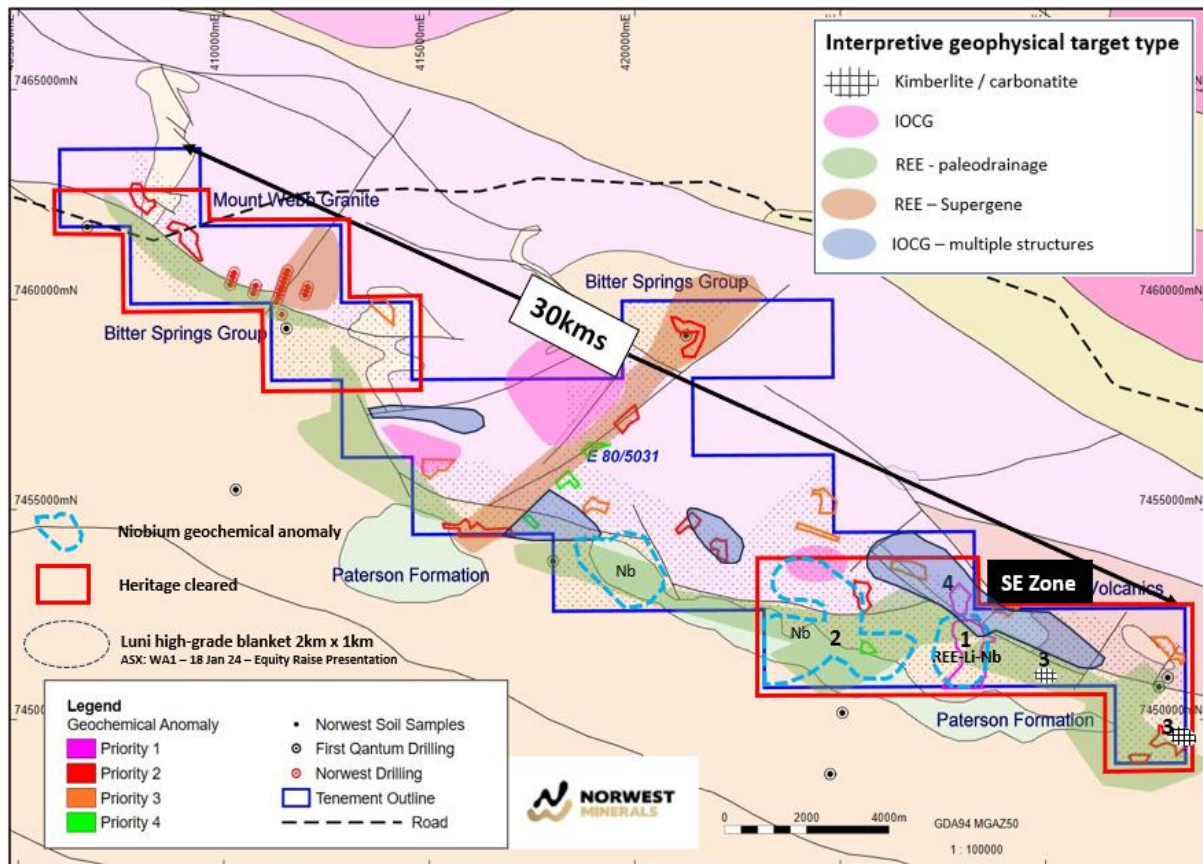 410000mE
415000mE
420000mE
7465000mN
Interpretive geophysical target type
Kimberlite / carbonatite
IOCG
REE - paleodrainage
REE – Supergene
IOCG – multiple structures
Mount Webb Granite
Bitter Springs Group
7460000mN
7460000mN
Bitter Springs Group
30kms
E 80/5031
7455000mN
7455000mN
Niobium geochemical anomaly
Paterson Formation
Nb
4
SE Zone
Volcanics
Heritage cleared
Nb
2
1
REE-Li-Nb
3
Luni high-grade blanket 2km x 1km
ASX: WA1 – 18 Jan 24 – Equity Raise Presentation
Paterson Formation
7450000mN
3
Legend
Geochemical Anomaly
Priority 1
Priority 2
Priority 3
Priority 4
Norwest Soil Samples
First Qantum Drilling
Norwest Drilling
Tenement Outline
Road
NORWEST
MINERALS
0 2000 4000m
GDA94 MGAZ50
1 : 100000